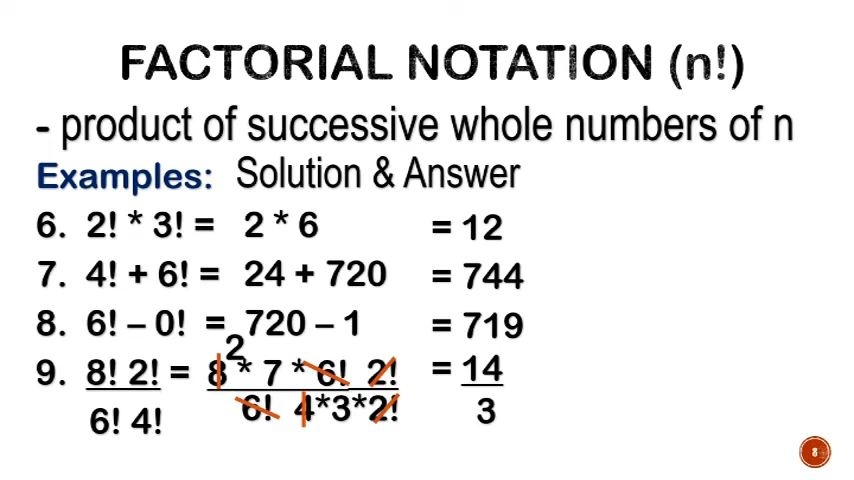 FACTORIAL NOTATION (n!)
- product of successive whole numbers of n
Examples: Solution & Answer
6. 2! * 3! = 2 * 6 = 12
7. 4! + 6! = 24 + 720 = 744
8. 6! – 0! = 720 – 1 = 719
2
9. 8! 2! = 8 * 7 * 6! 2! = 14
6! 4! 6! 4*3*2! 3
8